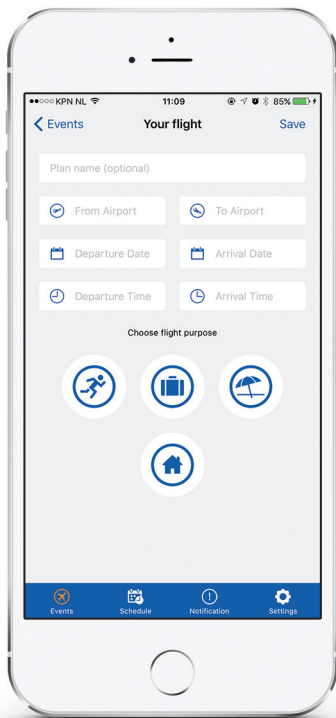 KPN NL 11:09 85%
Events Your flight Save
Plan name (optional)
From Airport To Airport
Departure Date Arrival Date
Departure Time Arrival Time
Choose flight purpose
Events Schedule Notification Settings